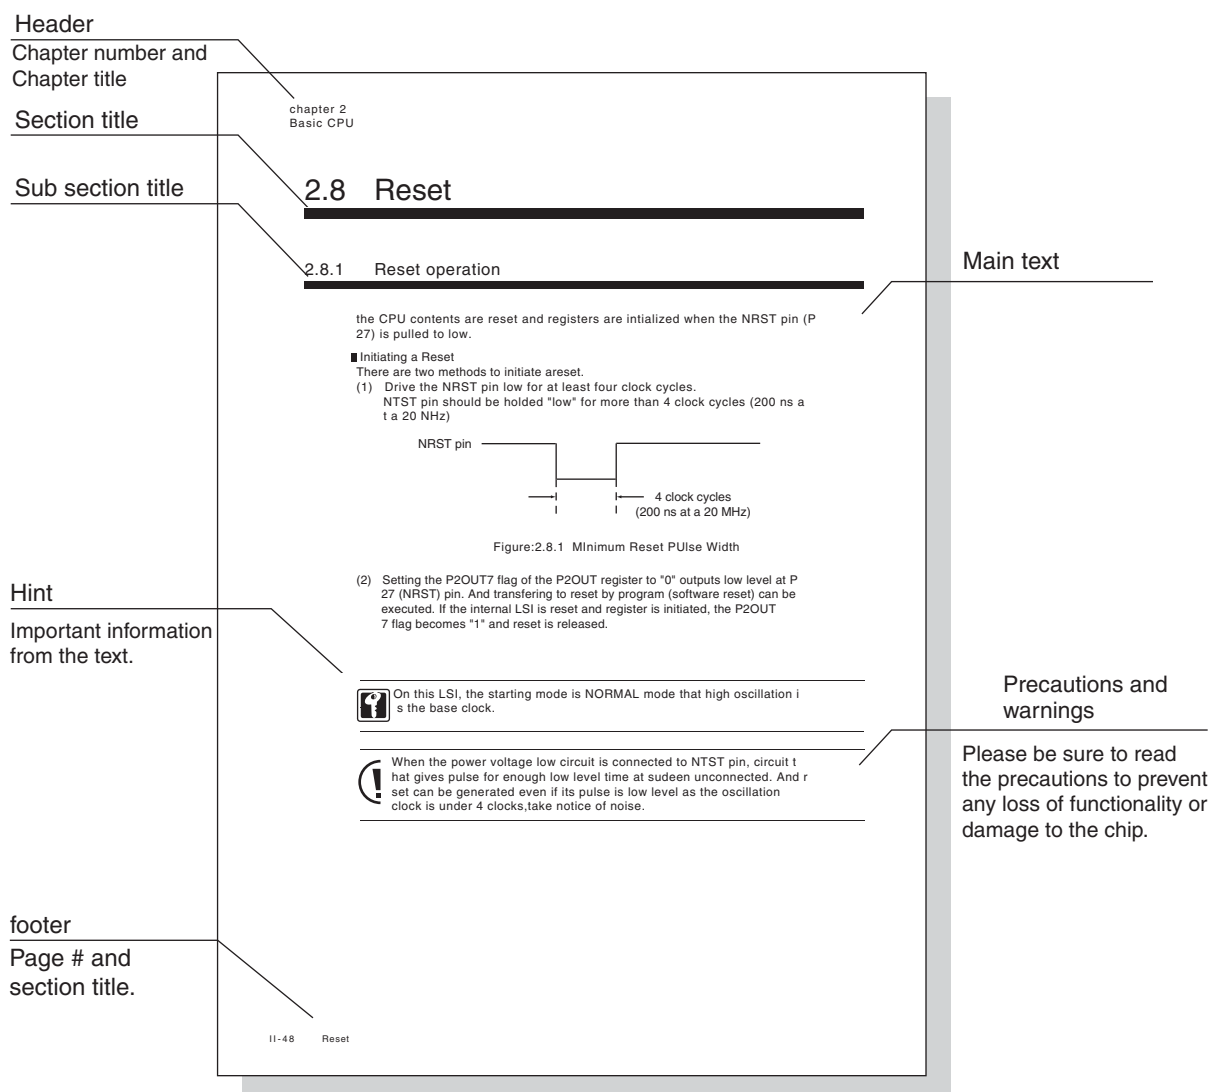 Header
Chapter number and
Chapter title
Section title
Sub section title
chapter 2
Basic CPU
2.8 Reset
2.8.1 Reset operation
Main text
the CPU contents are reset and registers are intialized when the NRST pin (P
27) is pulled to low.
Initiating a Reset
There are two methods to initiate areset.
(1) Drive the NRST pin low for at least four clock cycles.
NTST pin should be holded "low" for more than 4 clock cycles (200 ns a
t a 20 NHz)
NRST pin
4 clock cycles
(200 ns at a 20 MHz)
Figure:2.8.1 MInimum Reset PUlse Width
(2) Setting the P2OUT7 flag of the P2OUT register to "0" outputs low level at P
27 (NRST) pin. And transfering to reset by program (software reset) can be
executed. If the internal LSI is reset and register is initiated, the P2OUT
7 flag becomes "1" and reset is released.
Hint
Important information
from the text.
On this LSI, the starting mode is NORMAL mode that high oscillation i
s the base clock.
When the power voltage low circuit is connected to NTST pin, circuit t
hat gives pulse for enough low level time at sudeen unconnected. And r
set can be generated even if its pulse is low level as the oscillation
clock is under 4 clocks,take notice of noise.
Precautions and
warnings
Please be sure to read
the precautions to prevent
any loss of functionality or
damage to the chip.
footer
Page # and
section title.
II-48 Reset